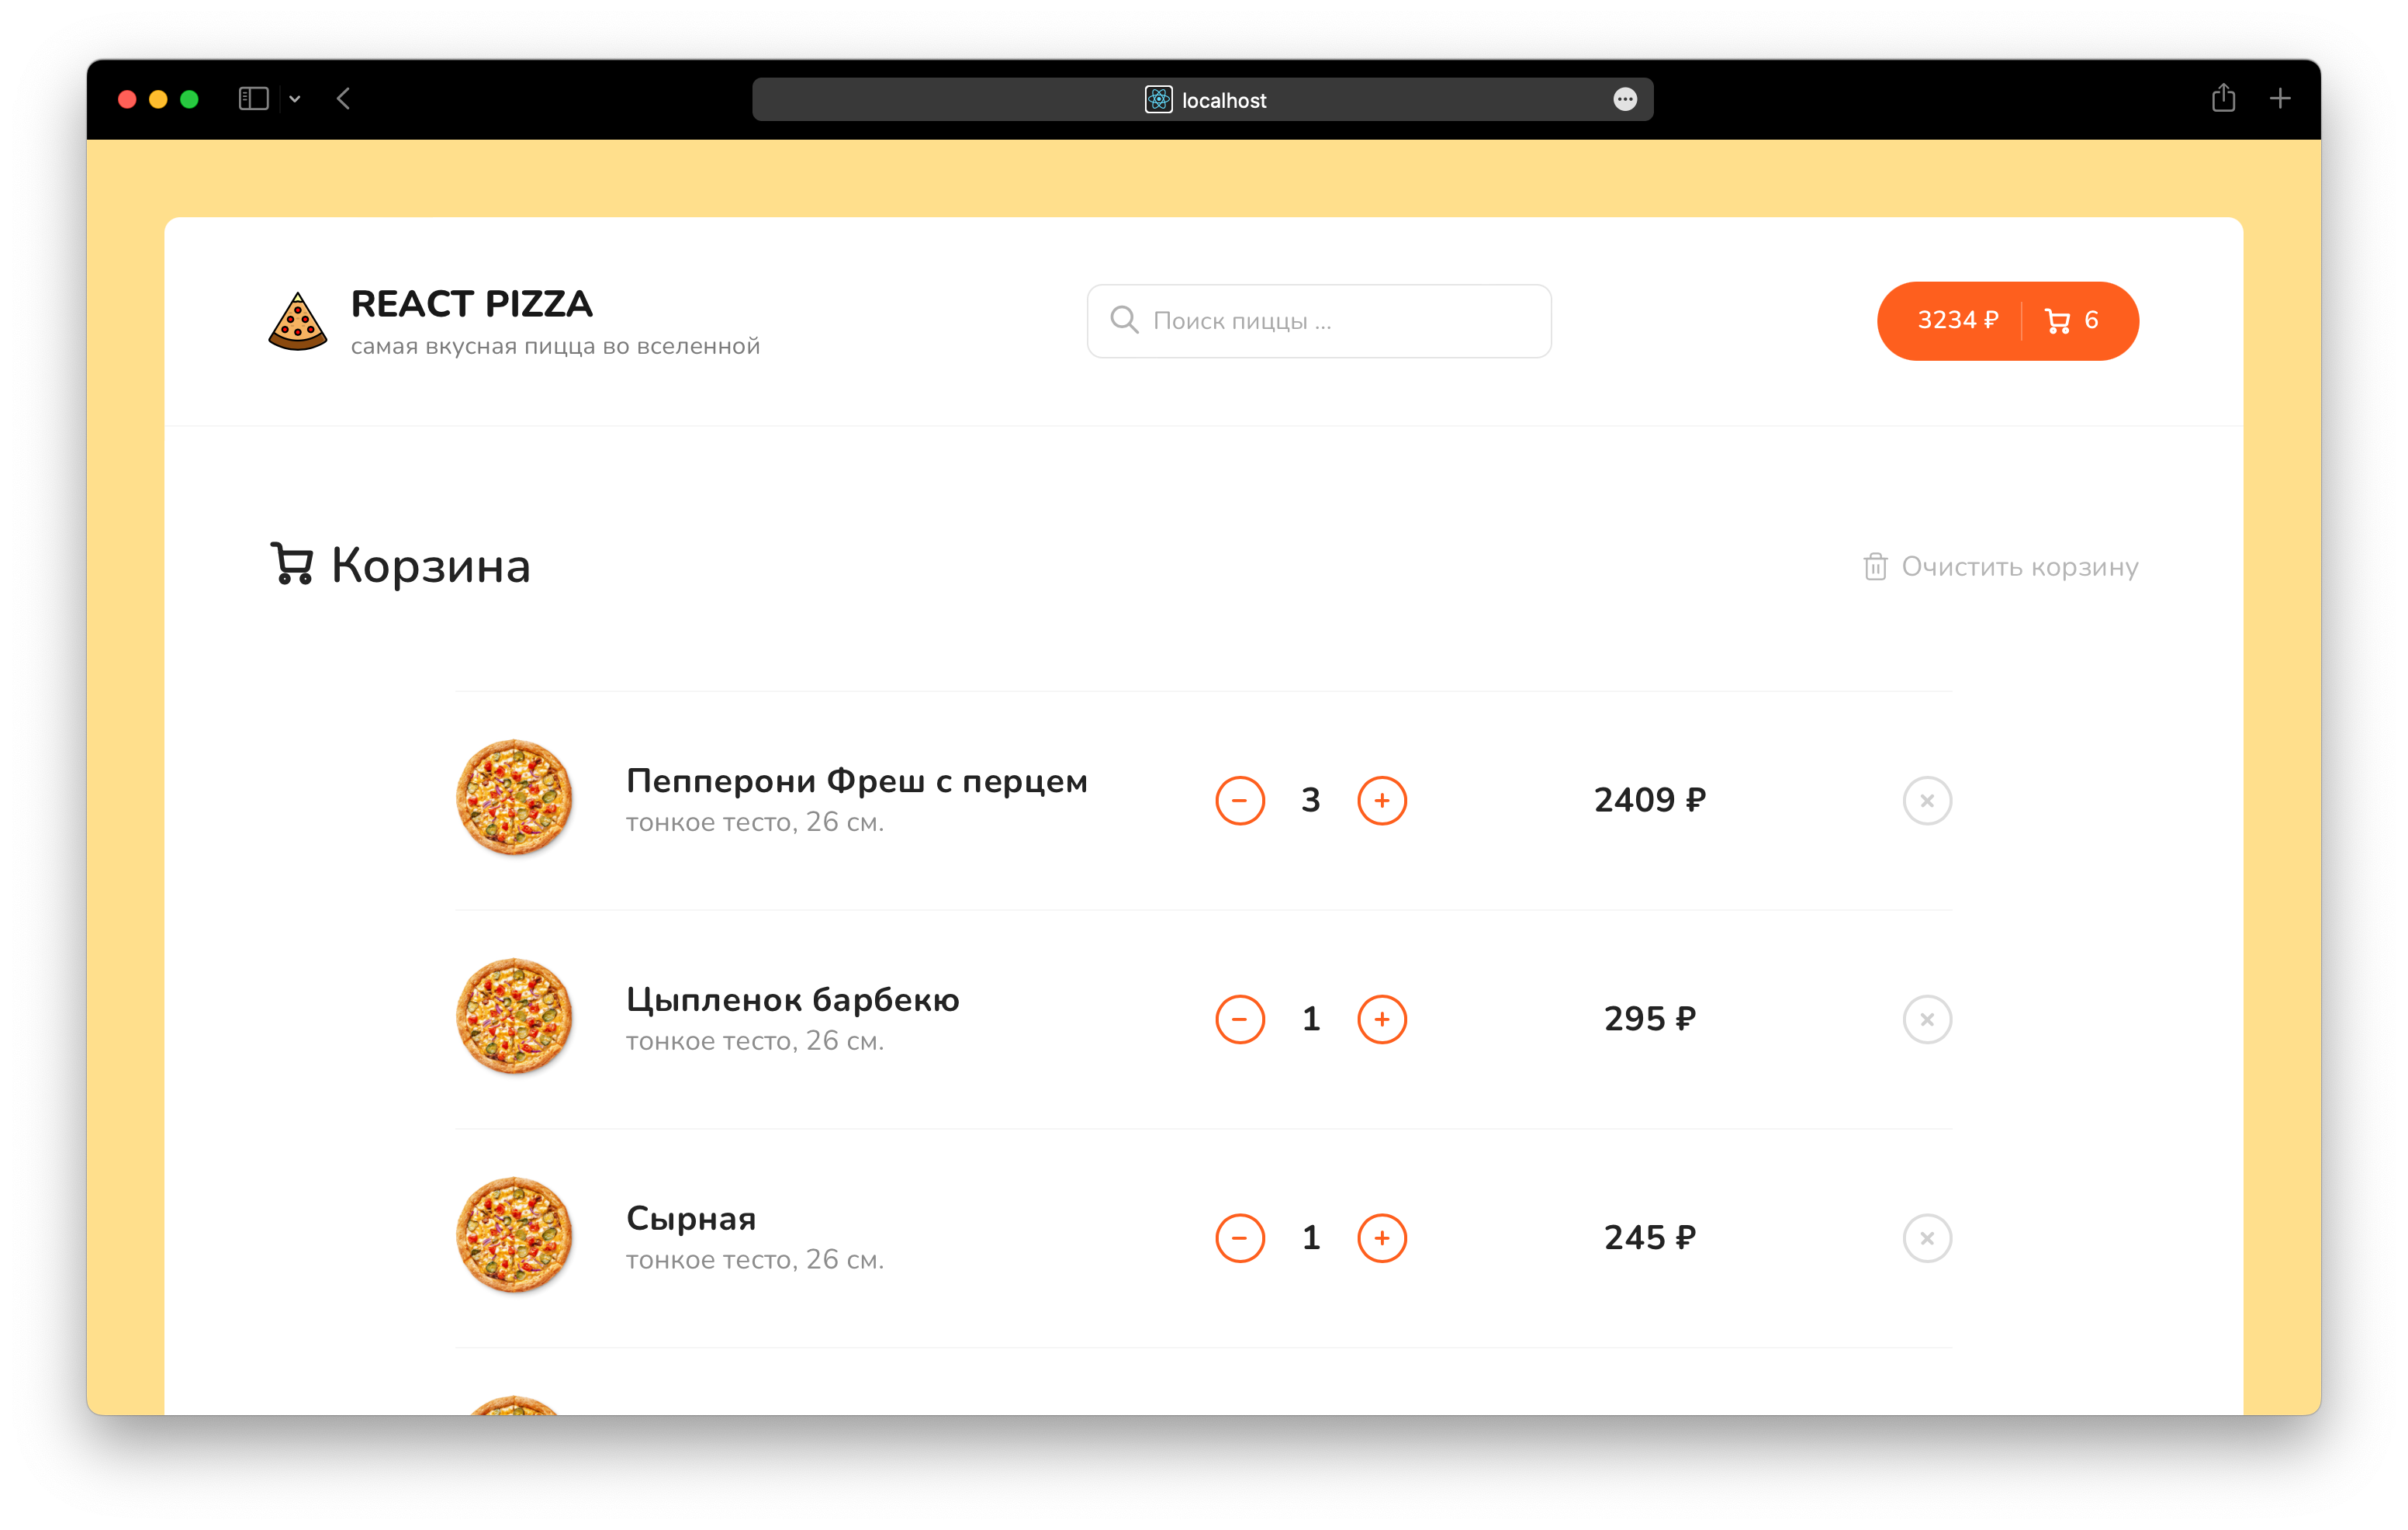 localhost
REACT PIZZA
самая вкусная пицца во вселенной
Поиск пиццы ...
3234 ₽ 6
Корзина
Очистить корзину
Пепперони Фреш с перцем
тонкое тесто, 26 см.
3
2409 ₽
Цыпленок барбекю
тонкое тесто, 26 см.
1
295 ₽
Сырная
тонкое тесто, 26 см.
1
245 ₽